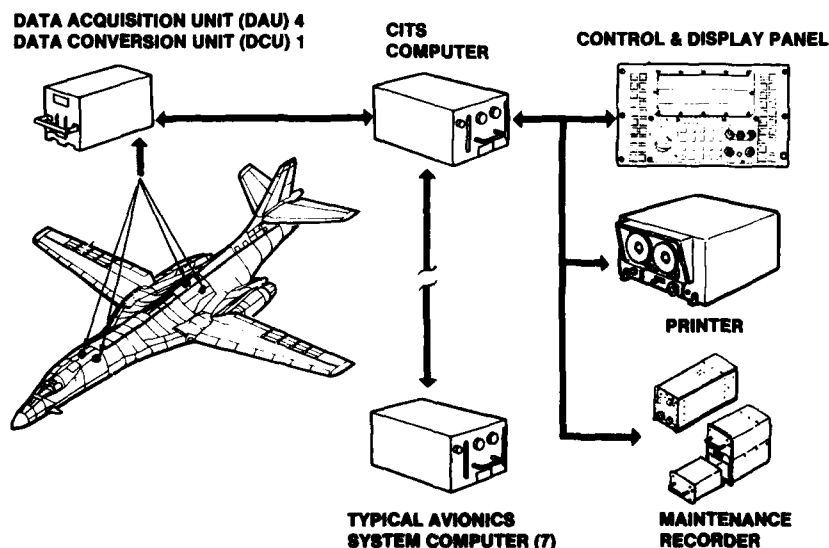 DATA ACQUISITION UNIT (DAU) 4
DATA CONVERSION UNIT (DCU) 1
CITS
COMPUTER
CONTROL & DISPLAY PANEL
PRINTER
TYPICAL AVIONICS
SYSTEM COMPUTER (7)
MAINTENANCE
RECORDER